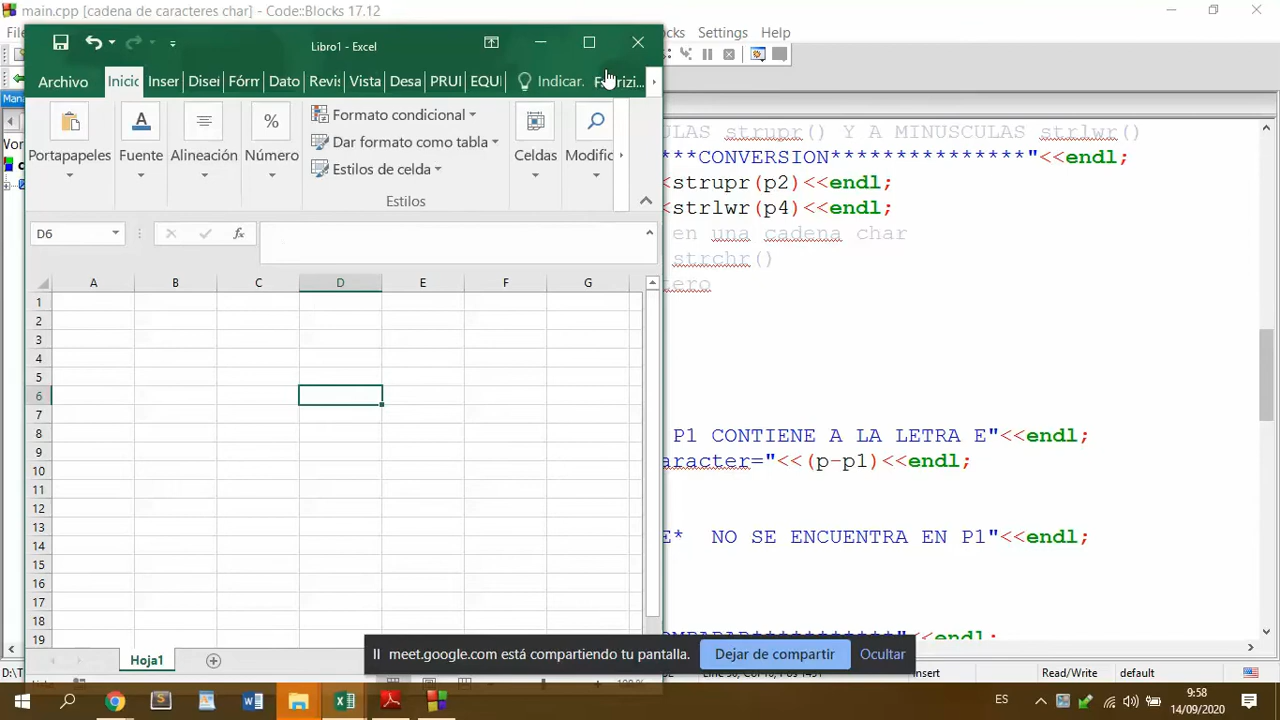 main.cpp [cadena de caracteres char] - Code::Blocks 17.12
Settings Help
Libro1 - Excel
Archivo Inicio Inser Disei Fórm Dato Revis Vista Desa PRUI EQUI Indicar.
Portapapeles
Fuente
Alineación
Número
Formato condicional
Dar formato como tabla
Estilos de celda
Estilos
Celdas
Modific
D6
fx
A B C D E F G
1
2
3
4
5
6
7
8
9
10
11
12
13
14
15
16
17
18
19
Hoja1
ULAS strupr() Y A MINUSCULAS strlwr()
***CONVERSION***************"<<endl;
<strupr(p2)<<endl;
<strlwr(p4)<<endl;
en una cadena char
strchr()
tero
P1 CONTIENE A LA LETRA E"<<endl;
aracter="<<(p-p1)<<endl;
E* NO SE ENCUENTRA EN P1"<<endl;
meet.google.com está compartiendo tu pantalla.
Dejar de compartir
Ocultar
Insert
Read/Write
default
ES
9:58
14/09/2020